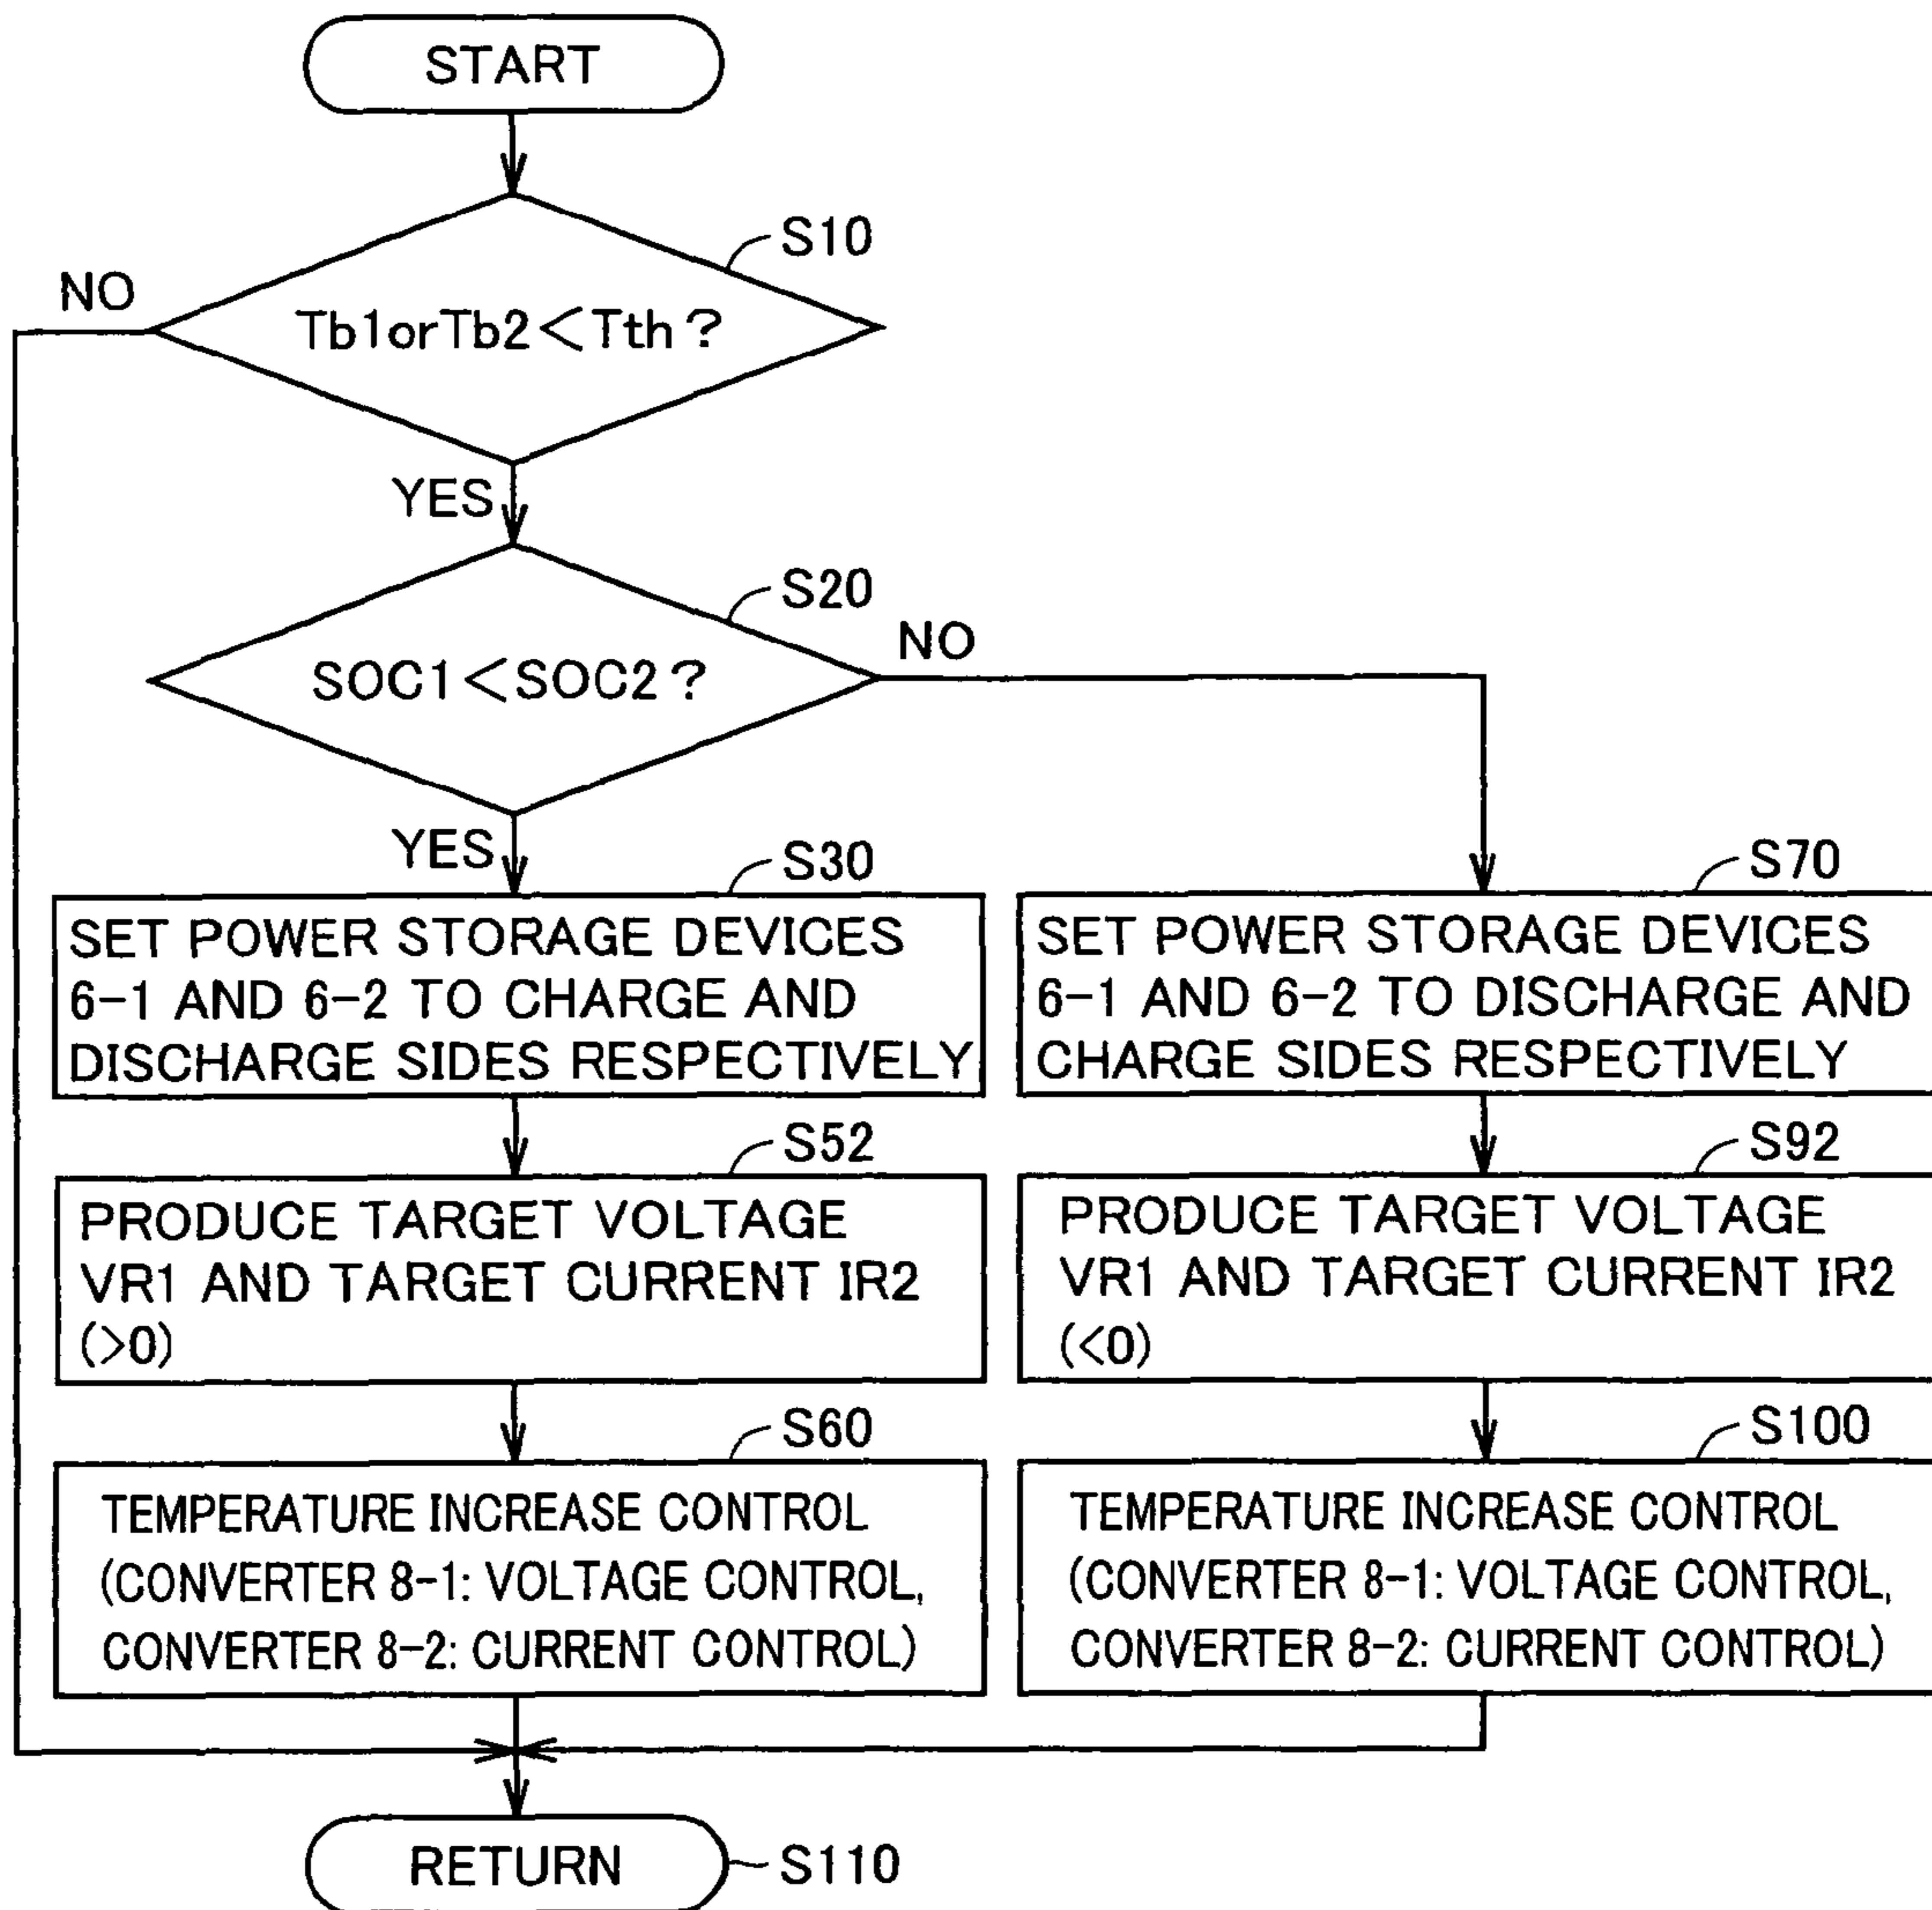 START
S10
NO
Tb1orTb2<Tth?
YES
S20
NO
SOC1<SOC2?
YES
S30
SET POWER STORAGE DEVICES
6-1 AND 6-2 TO CHARGE AND
DISCHARGE SIDES RESPECTIVELY
S70
SET POWER STORAGE DEVICES
6-1 AND 6-2 TO DISCHARGE AND
CHARGE SIDES RESPECTIVELY
S52
PRODUCE TARGET VOLTAGE
VR1 AND TARGET CURRENT IR2
(>0)
S92
PRODUCE TARGET VOLTAGE
VR1 AND TARGET CURRENT IR2
(<0)
S60
TEMPERATURE INCREASE CONTROL
(CONVERTER 8-1: VOLTAGE CONTROL,
CONVERTER 8-2: CURRENT CONTROL)
S100
TEMPERATURE INCREASE CONTROL
(CONVERTER 8-1: VOLTAGE CONTROL,
CONVERTER 8-2: CURRENT CONTROL)
RETURN
S110